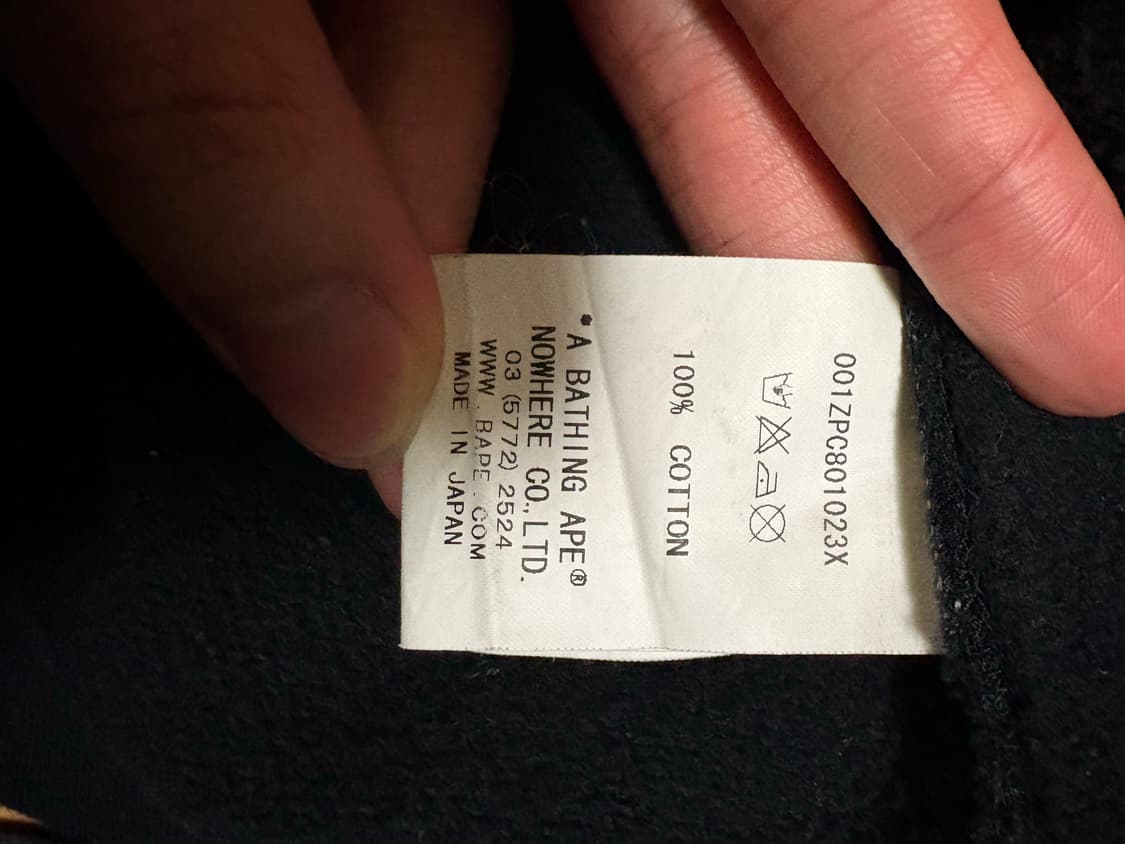 001ZPC801023X
100% COTTON
*A BATHING APE®
NOWHERE CO.,LTD.
03 (5772) 2524
WWW.BAPE.COM
MADE IN JAPAN